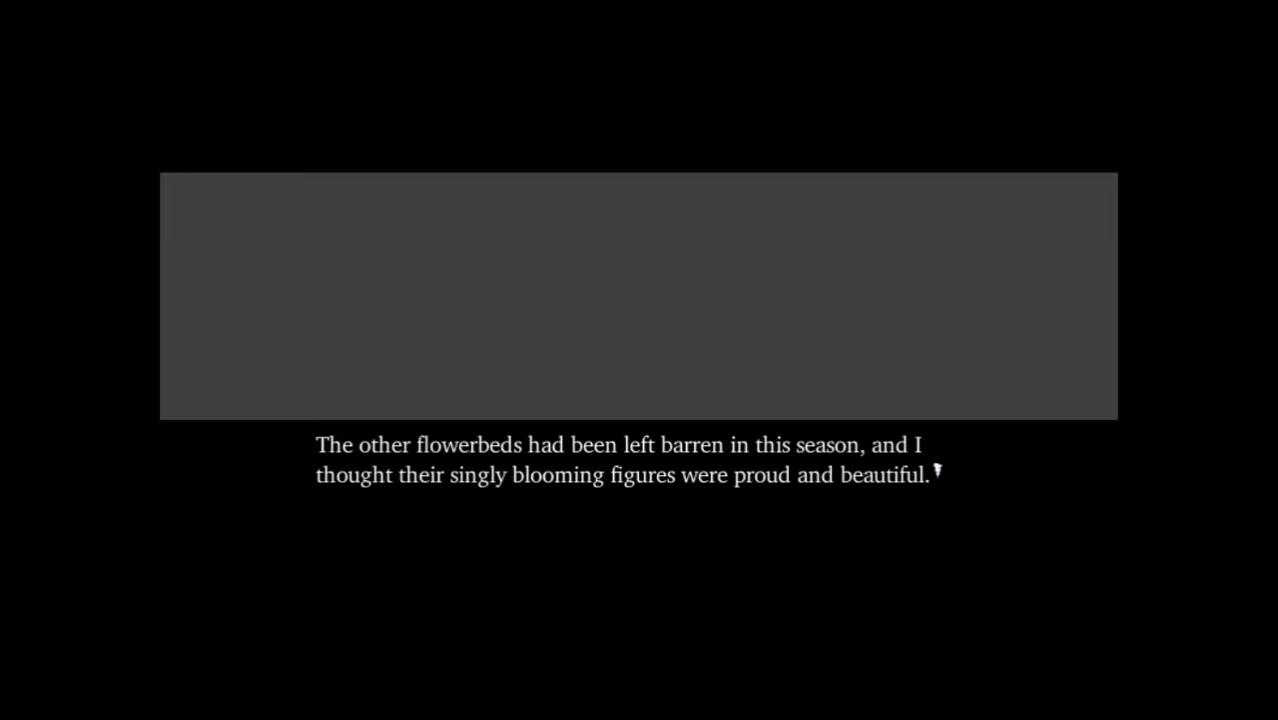 The other flowerbeds had been left barren in this season, and I
thought their singly blooming figures were proud and beautiful.